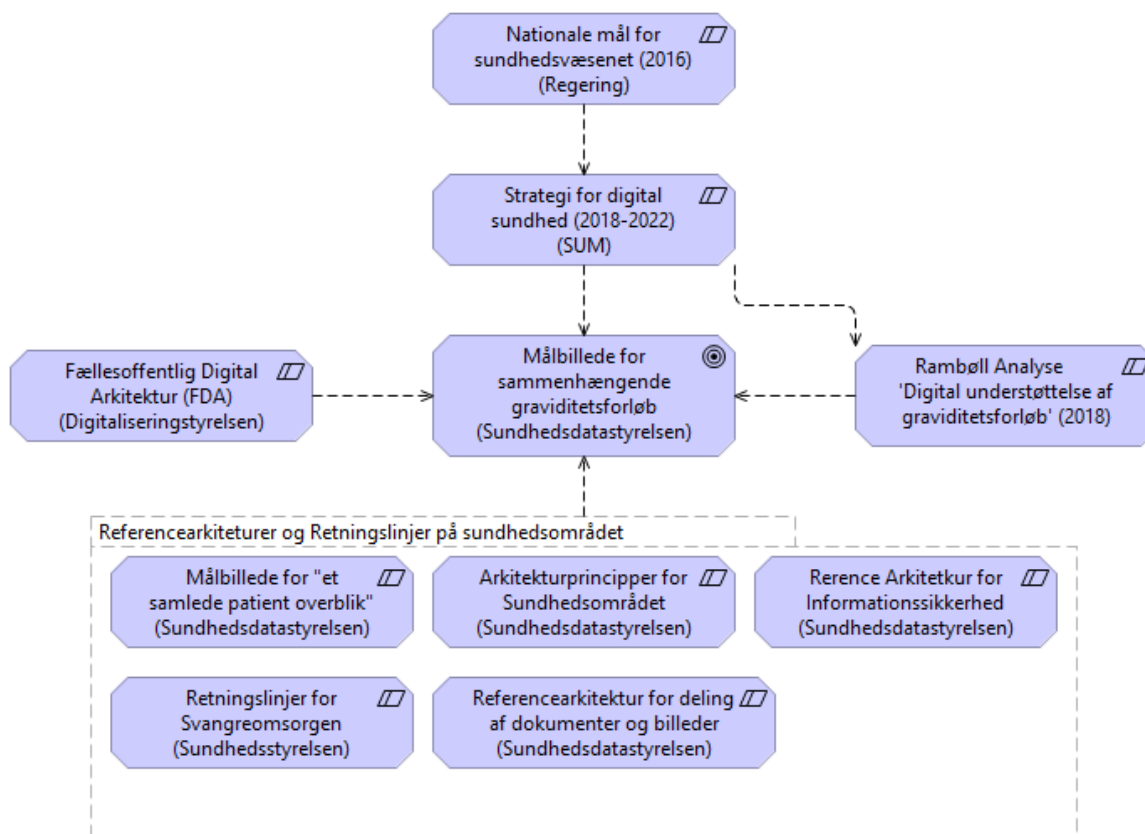 Nationale mål for
sundhedsvæsenet (2016)
(Regering)
Strategi for digital
sundhed (2018-2022)
(SUM)
Fællesoffentlig Digital
Arkitektur (FDA)
(Digitaliseringstyrelsen)
Målbillede for
sammenhængende
graviditetsforløb
(Sundhedsdatastyrelsen)
Rambøll Analyse
'Digital understøttelse af
graviditetsforløb' (2018)
Referencearkiteturer og Retningslinjer på sundhedsområdet
Målbillede for "et
samlede patient overblik"
(Sundhedsdatastyrelsen)
Arkitekturprincipper for
Sundhedsområdet
(Sundhedsdatastyrelsen)
Rerence Arkitetkur for
Informationssikkerhed
(Sundhedsdatastyrelsen)
Retningslinjer for
Svangreomsorgen
(Sundhedsstyrelsen)
Referencearkitektur for deling
af dokumenter og billeder
(Sundhedsdatastyrelsen)